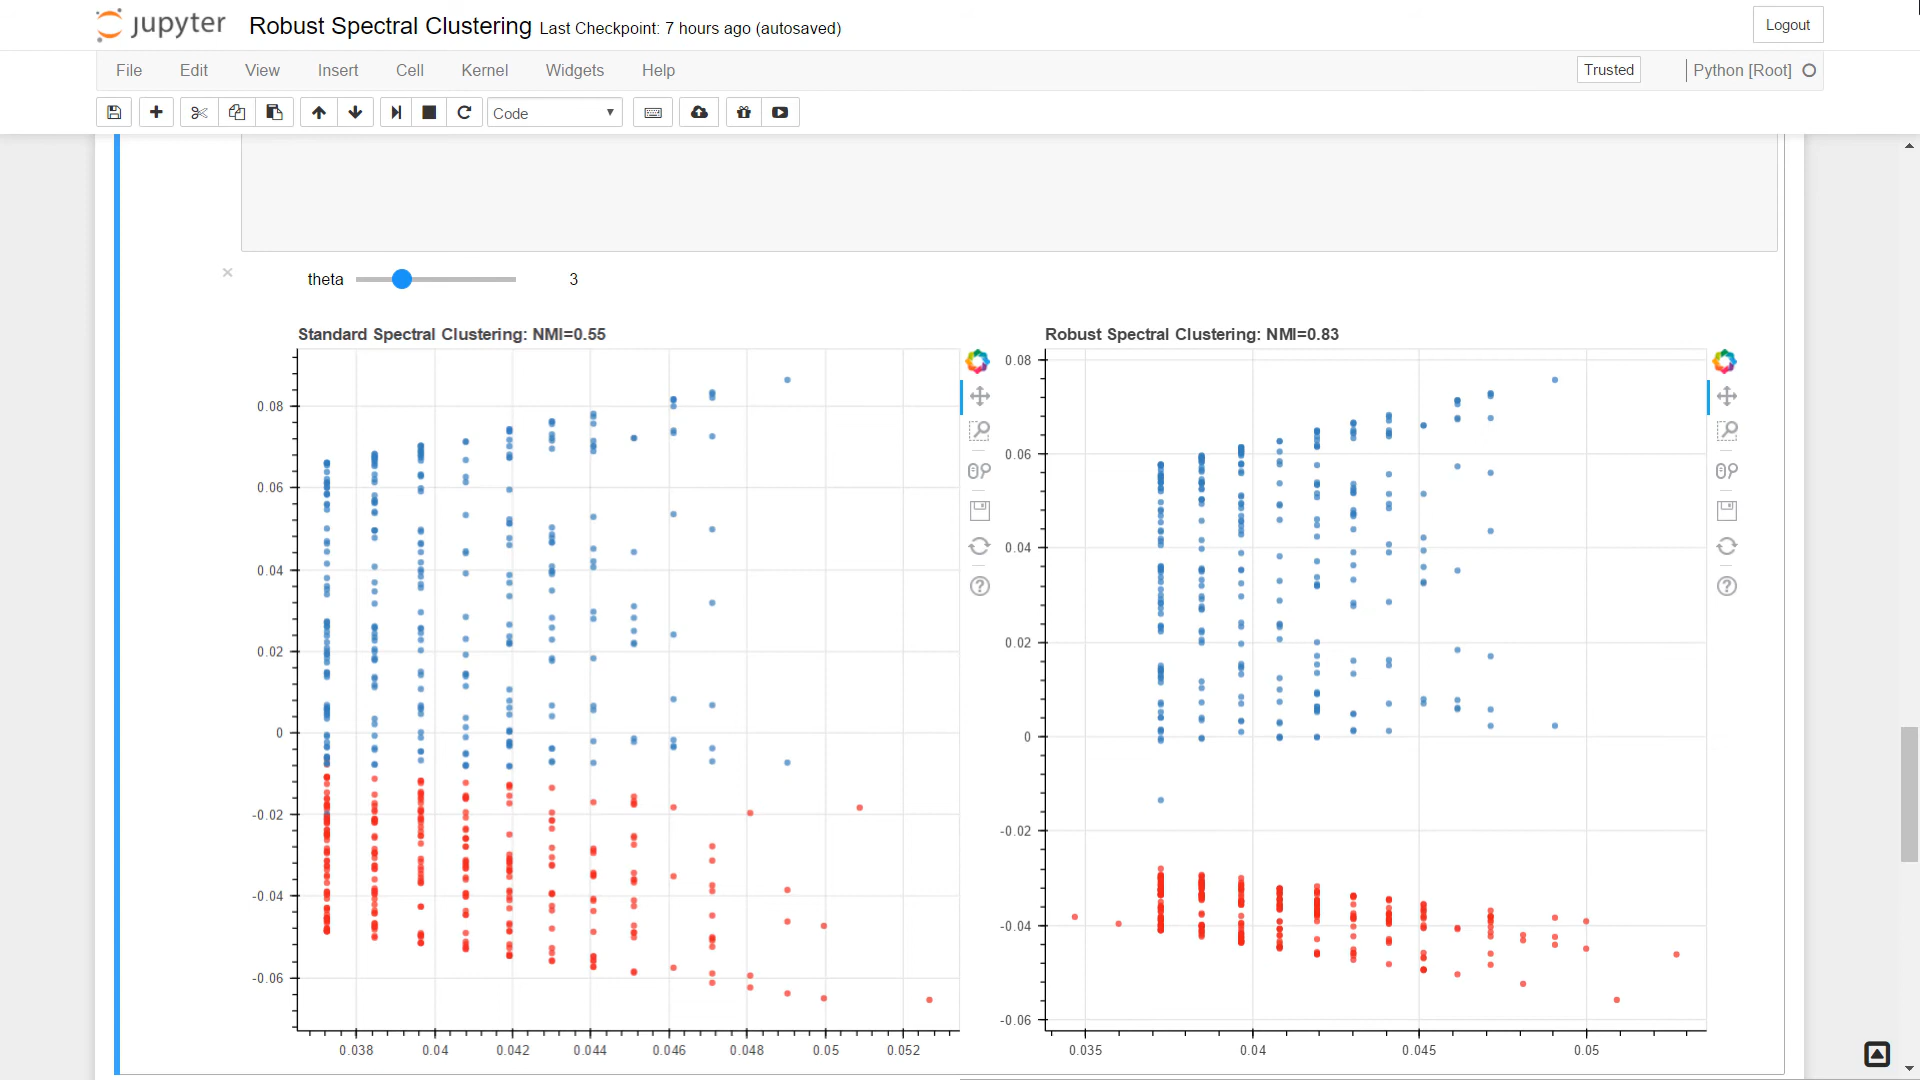 jupyter Robust Spectral Clustering Last Checkpoint: 7 hours ago (autosaved) Logout
File Edit View Insert Cell Kernel Widgets Help Trusted Python [Root]
Code
theta 3
Standard Spectral Clustering: NMI=0.55
0.08
0.06
0.04
0.02
0
-0.02
-0.04
-0.06
0.038 0.04 0.042 0.044 0.046 0.048 0.05 0.052
Robust Spectral Clustering: NMI=0.83
0.08
0.06
0.04
0.02
0
-0.02
-0.04
-0.06
0.035 0.04 0.045 0.05